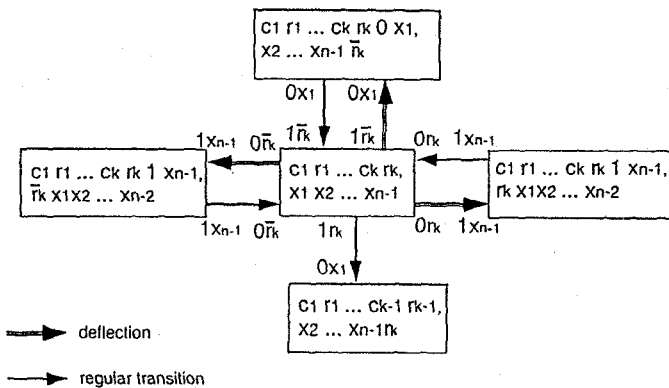 C1 r1 ... Ck rk 0 X1,
X2 ... Xn-1 r̄k
0X1 0X1
1Xn-1 0r̄k 1r̄k 1r̄k 0rk 1Xn-1
C1 r1 ... Ck rk 1 Xn-1,
r̄k X1X2 ... Xn-2
C1 r1 ... Ck rk,
X1 X2 ... Xn-1
C1 r1 ... Ck rk 1 Xn-1,
rk X1X2 ... Xn-2
1Xn-1 0r̄k 1rk 0rk 1Xn-1
0X1
C1 r1 ... Ck-1 rk-1,
X2 ... Xn-1rk
deflection
regular transition